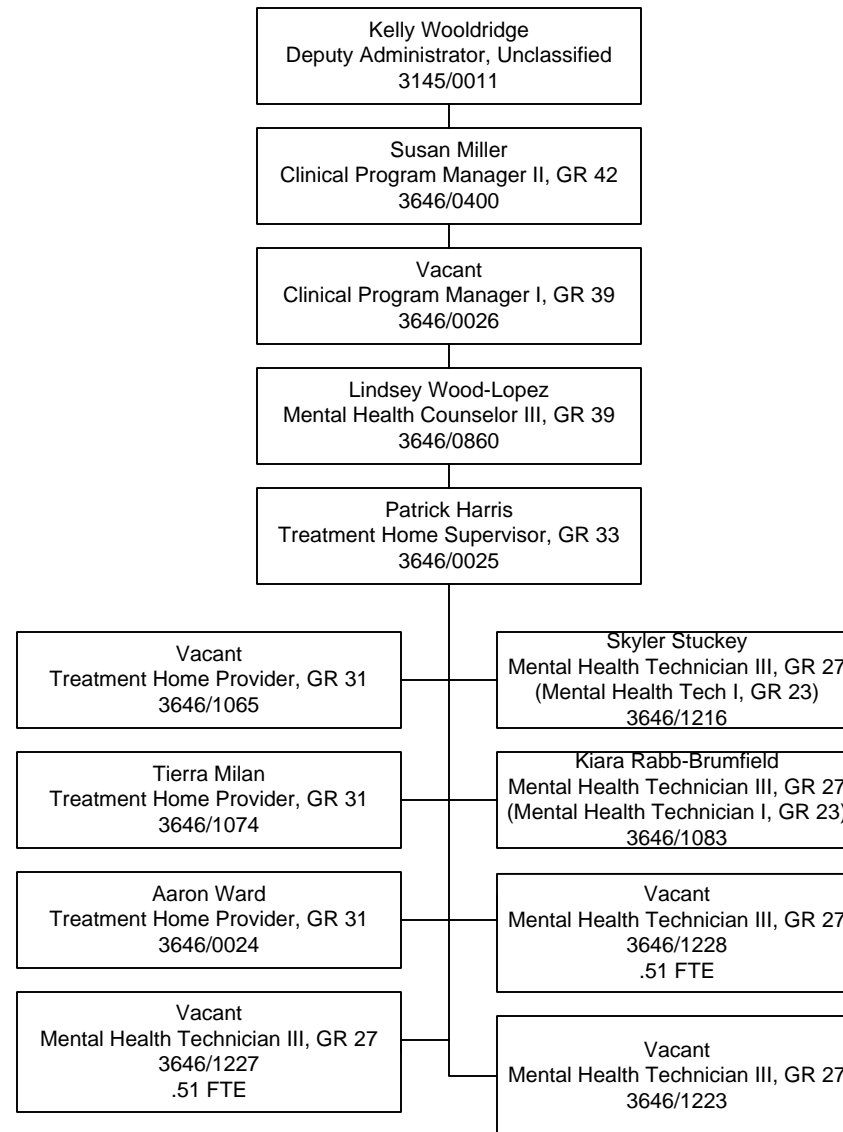 Kelly Wooldridge
Deputy Administrator, Unclassified
3145/0011
Susan Miller
Clinical Program Manager II, GR 42
3646/0400
Vacant
Clinical Program Manager I, GR 39
3646/0026
Lindsey Wood-Lopez
Mental Health Counselor III, GR 39
3646/0860
Patrick Harris
Treatment Home Supervisor, GR 33
3646/0025
Vacant
Treatment Home Provider, GR 31
3646/1065
Skyler Stuckey
Mental Health Technician III, GR 27
(Mental Health Tech I, GR 23)
3646/1216
Tierra Milan
Treatment Home Provider, GR 31
3646/1074
Kiara Rabb-Brumfield
Mental Health Technician III, GR 27
(Mental Health Technician I, GR 23)
3646/1083
Aaron Ward
Treatment Home Provider, GR 31
3646/0024
Vacant
Mental Health Technician III, GR 27
3646/1228
.51 FTE
Vacant
Mental Health Technician III, GR 27
3646/1227
.51 FTE
Vacant
Mental Health Technician III, GR 27
3646/1223